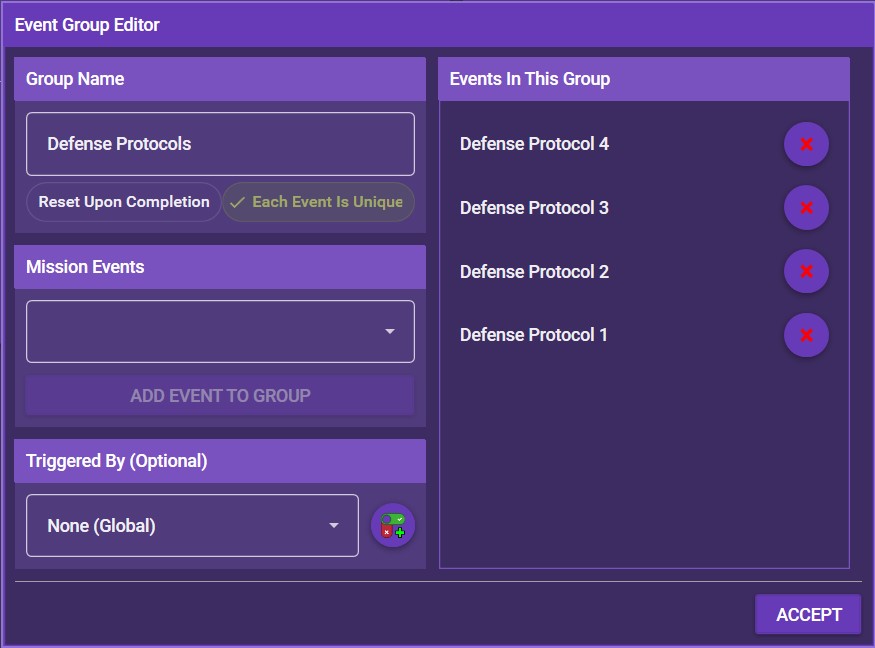 Event Group Editor
Group Name
Defense Protocols
Reset Upon Completion
Each Event Is Unique
Mission Events
ADD EVENT TO GROUP
Triggered By (Optional)
None (Global)
Events In This Group
Defense Protocol 4
Defense Protocol 3
Defense Protocol 2
Defense Protocol 1
ACCEPT